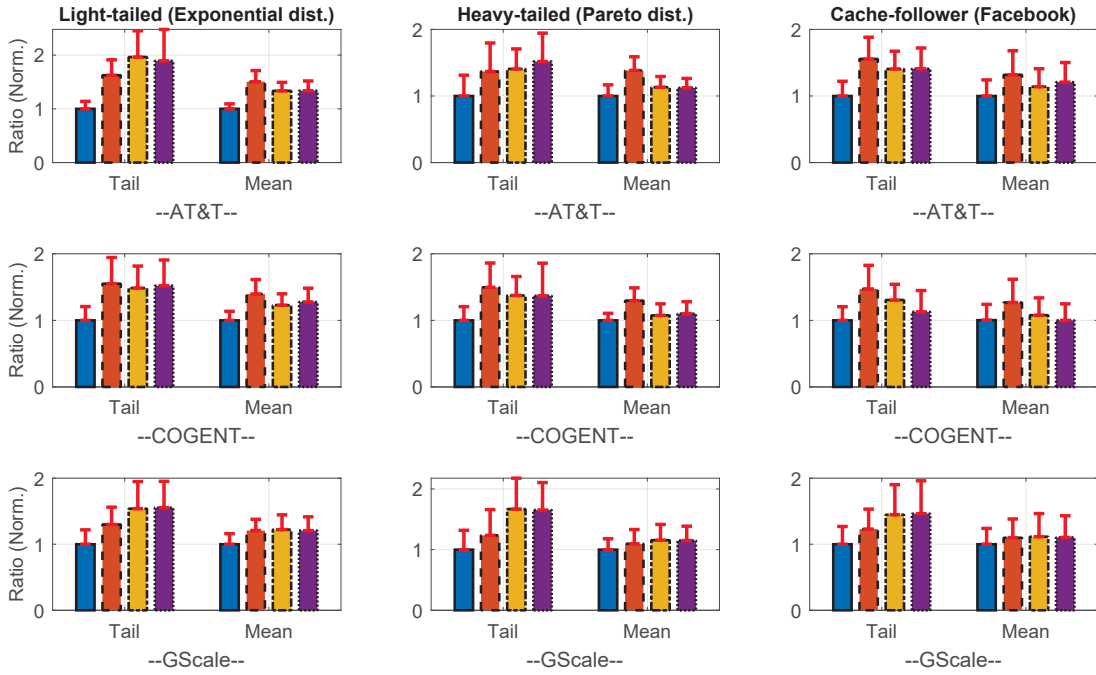 Light-tailed (Exponential dist.)
Heavy-tailed (Pareto dist.)
Cache-follower (Facebook)
Ratio (Norm.)
2
1
0
Tail
Mean
--AT&T--
2
1
0
Tail
Mean
--AT&T--
2
1
0
Tail
Mean
--AT&T--
Ratio (Norm.)
2
1
0
Tail
Mean
--COGENT--
2
1
0
Tail
Mean
--COGENT--
2
1
0
Tail
Mean
--COGENT--
Ratio (Norm.)
2
1
0
Tail
Mean
--GScale--
2
1
0
Tail
Mean
--GScale--
2
1
0
Tail
Mean
--GScale--